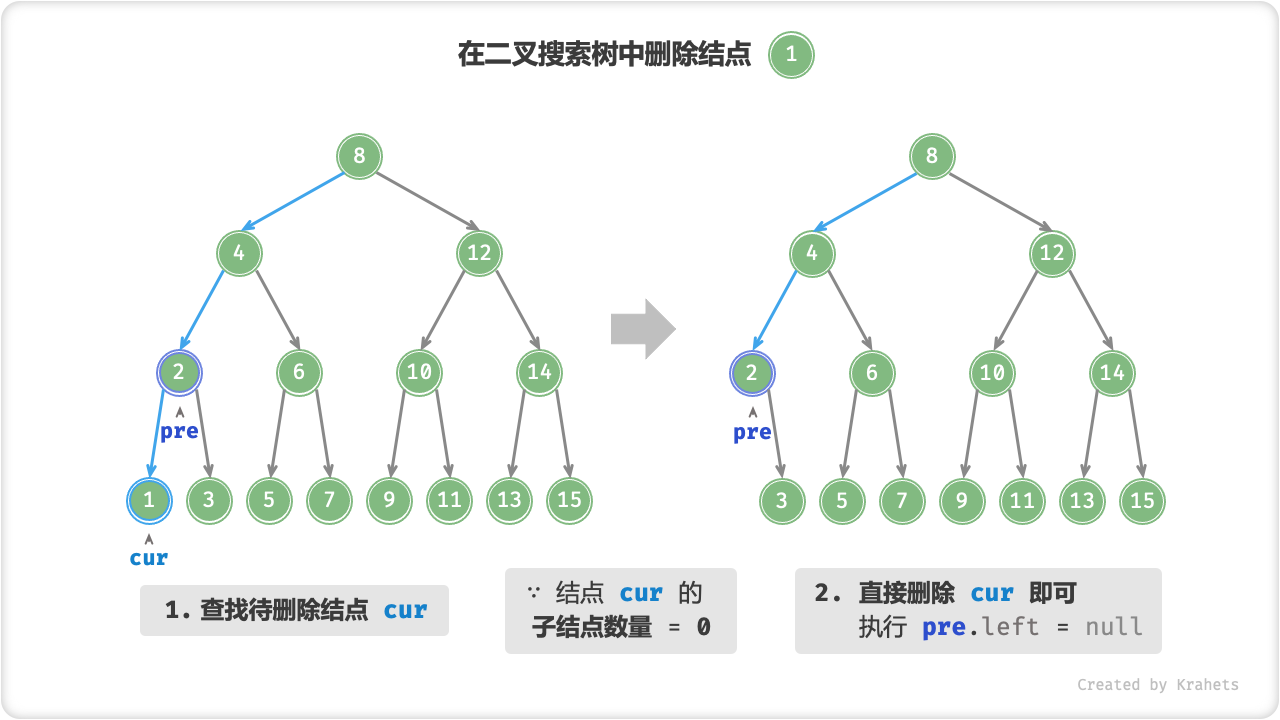 在二叉搜索树中删除结点 1
8 8
4 12 4 12
2 6 10 14 2 6 10 14
pre pre
1 3 5 7 9 11 13 15 3 5 7 9 11 13 15
cur
1. 查找待删除结点 cur
∵ 结点 cur 的
子结点数量 = 0
2. 直接删除 cur 即可
执行 pre.left = null
Created by Krahets